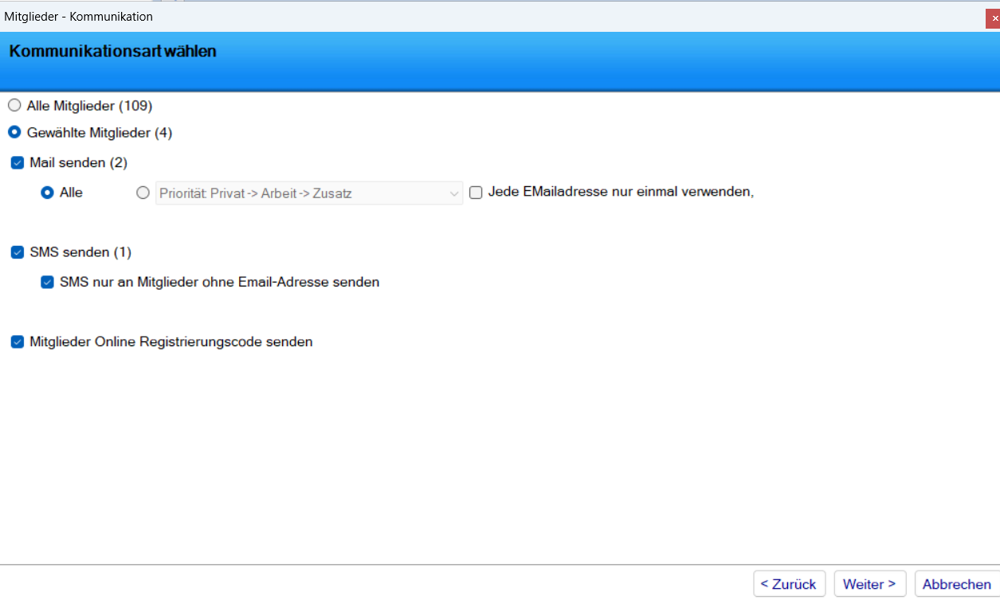 Mitglieder - Kommunikation
Kommunikationsart wählen
Alle Mitglieder (109)
Gewählte Mitglieder (4)
Mail senden (2)
Alle Priorität: Privat -> Arbeit -> Zusatz Jede EMailadresse nur einmal verwenden,
SMS senden (1)
SMS nur an Mitglieder ohne Email-Adresse senden
Mitglieder Online Registrierungscode senden
< Zurück Weiter > Abbrechen